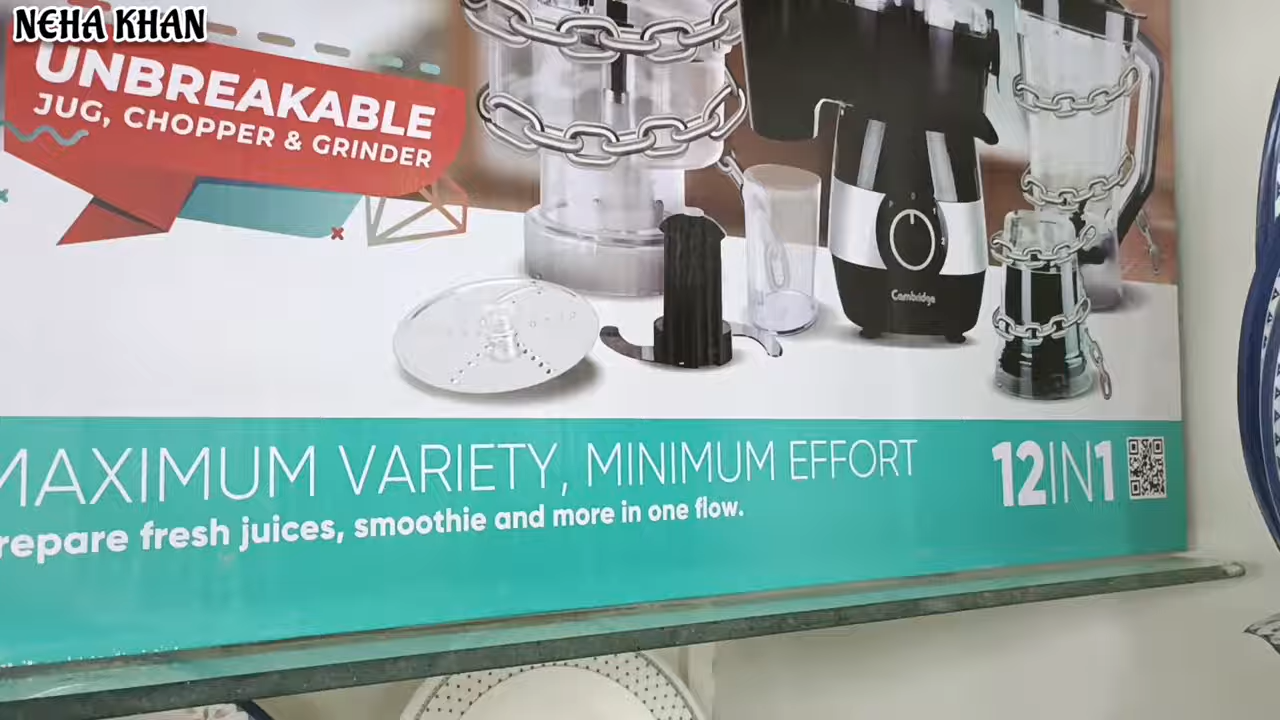 NEHA KHAN
UNBREAKABLE
JUG, CHOPPER & GRINDER
Cambridge
MAXIMUM VARIETY, MINIMUM EFFORT
repare fresh juices, smoothie and more in one flow.
12IN1